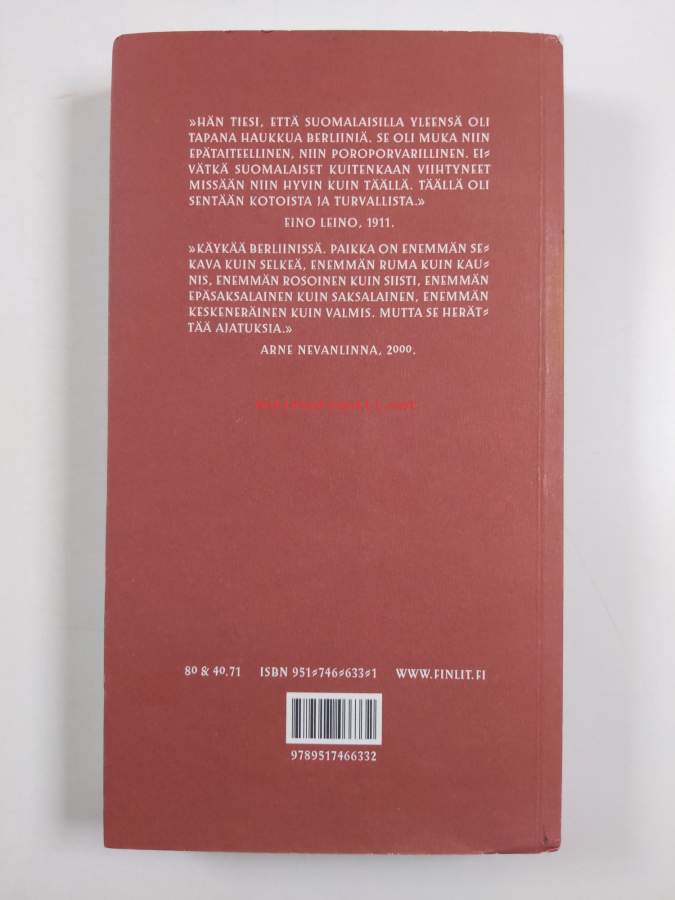 »HÄN TIESI, ETTÄ SUOMALAISILLA YLEENSÄ OLI
TAPANA HAUKKUA BERLIINIÄ. SE OLI MUKA NIIN
EPÄTAITEELLINEN, NIIN POROPORVARILLINEN. EI-
VÄTKÄ SUOMALAISET KUITENKAAN VIIHTYNEET
MISSÄÄN NIIN HYVIN KUIN TÄÄLLÄ. TÄÄLLÄ OLI
SENTÄÄN KOTOISTA JA TURVALLISTA.»
EINO LEINO, 1911.
»KÄYKÄÄ BERLIINISSÄ. PAIKKA ON ENEMMÄN SE-
KAVA KUIN SELKEÄ, ENEMMÄN RUMA KUIN KAU-
NIS, ENEMMÄN ROSOINEN KUIN SIISTI, ENEMMÄN
EPÄSAKSALAINEN KUIN SAKSALAINEN, ENEMMÄN
KESKENERÄINEN KUIN VALMIS. MUTTA SE HERÄT-
TÄÄ AJATUKSIA.»
ARNE NEVANLINNA, 2000.
80 & 40.71 ISBN 951-746-633-1 WWW.FINLIT.FI
9789517466332